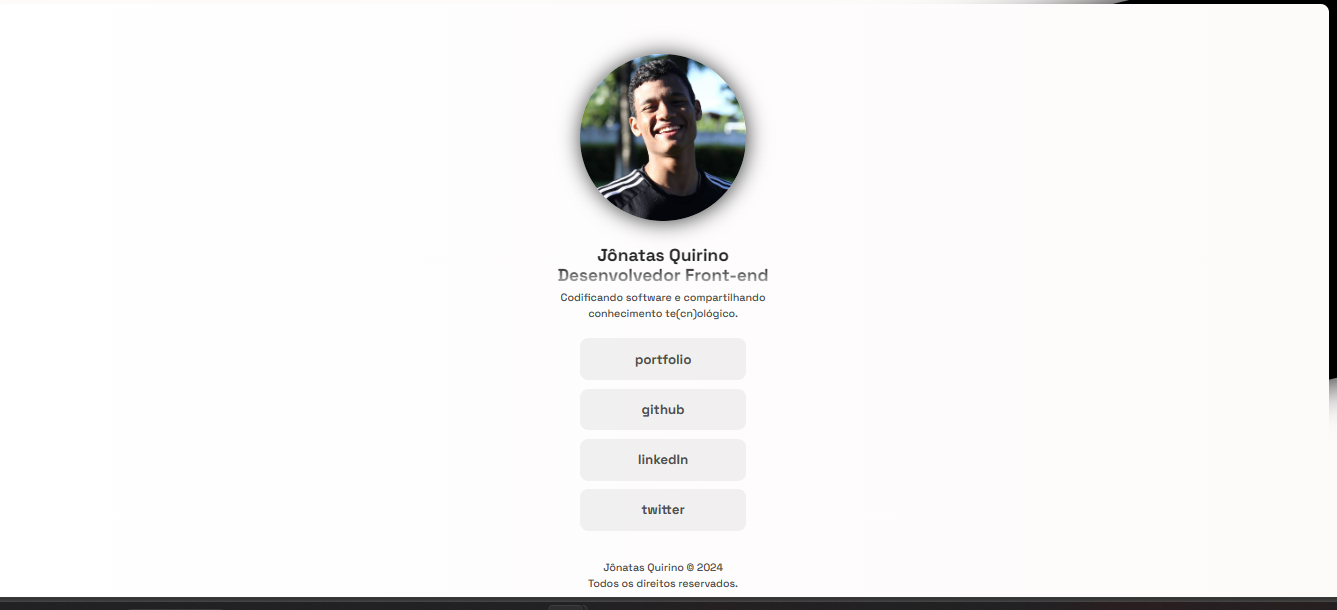 Jônatas Quirino
Desenvolvedor Front-end
Codificando software e compartilhando
conhecimento te(cn)ológico.
portfolio
github
linkedIn
twitter
Jônatas Quirino © 2024
Todos os direitos reservados.